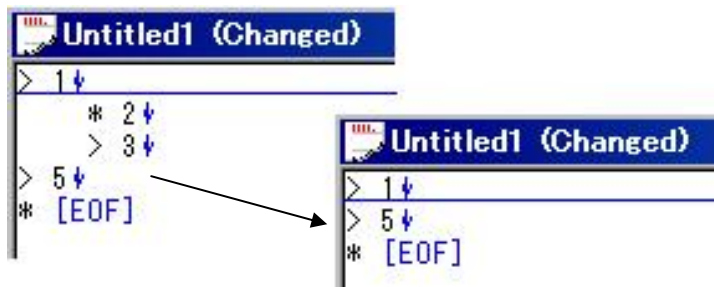 Untitled1 (Changed)
> 1↓
* 2↓
> 3↓
> 5↓
* [EOF]
Untitled1 (Changed)
> 1↓
> 5↓
* [EOF]